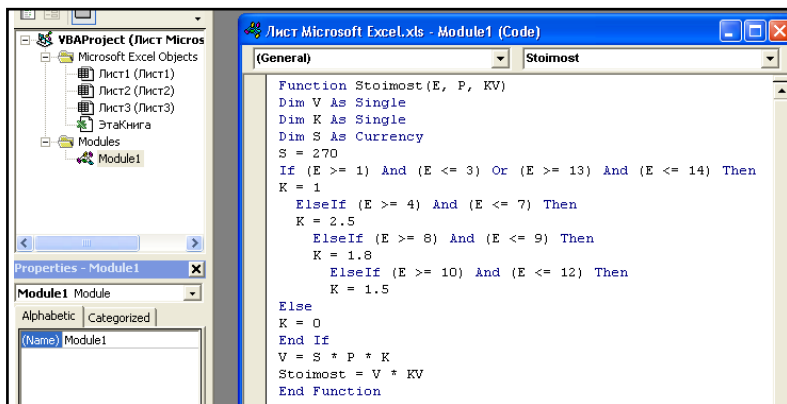 VBAProject (Лист Micros
Microsoft Excel Objects
Лист1 (Лист1)
Лист2 (Лист2)
Лист3 (Лист3)
ЭтаКнига
Modules
Module1
Properties - Module1
Module1 Module
Alphabetic Categorized
(Name) Module1
Лист Microsoft Excel.xls - Module1 (Code)
(General) Stoimost
Function Stoimost(E, P, KV)
Dim V As Single
Dim K As Single
Dim S As Currency
S = 270
If (E >= 1) And (E <= 3) Or (E >= 13) And (E <= 14) Then
K = 1
ElseIf (E >= 4) And (E <= 7) Then
K = 2.5
ElseIf (E >= 8) And (E <= 9) Then
K = 1.8
ElseIf (E >= 10) And (E <= 12) Then
K = 1.5
Else
K = 0
End If
V = S * P * K
Stoimost = V * KV
End Function